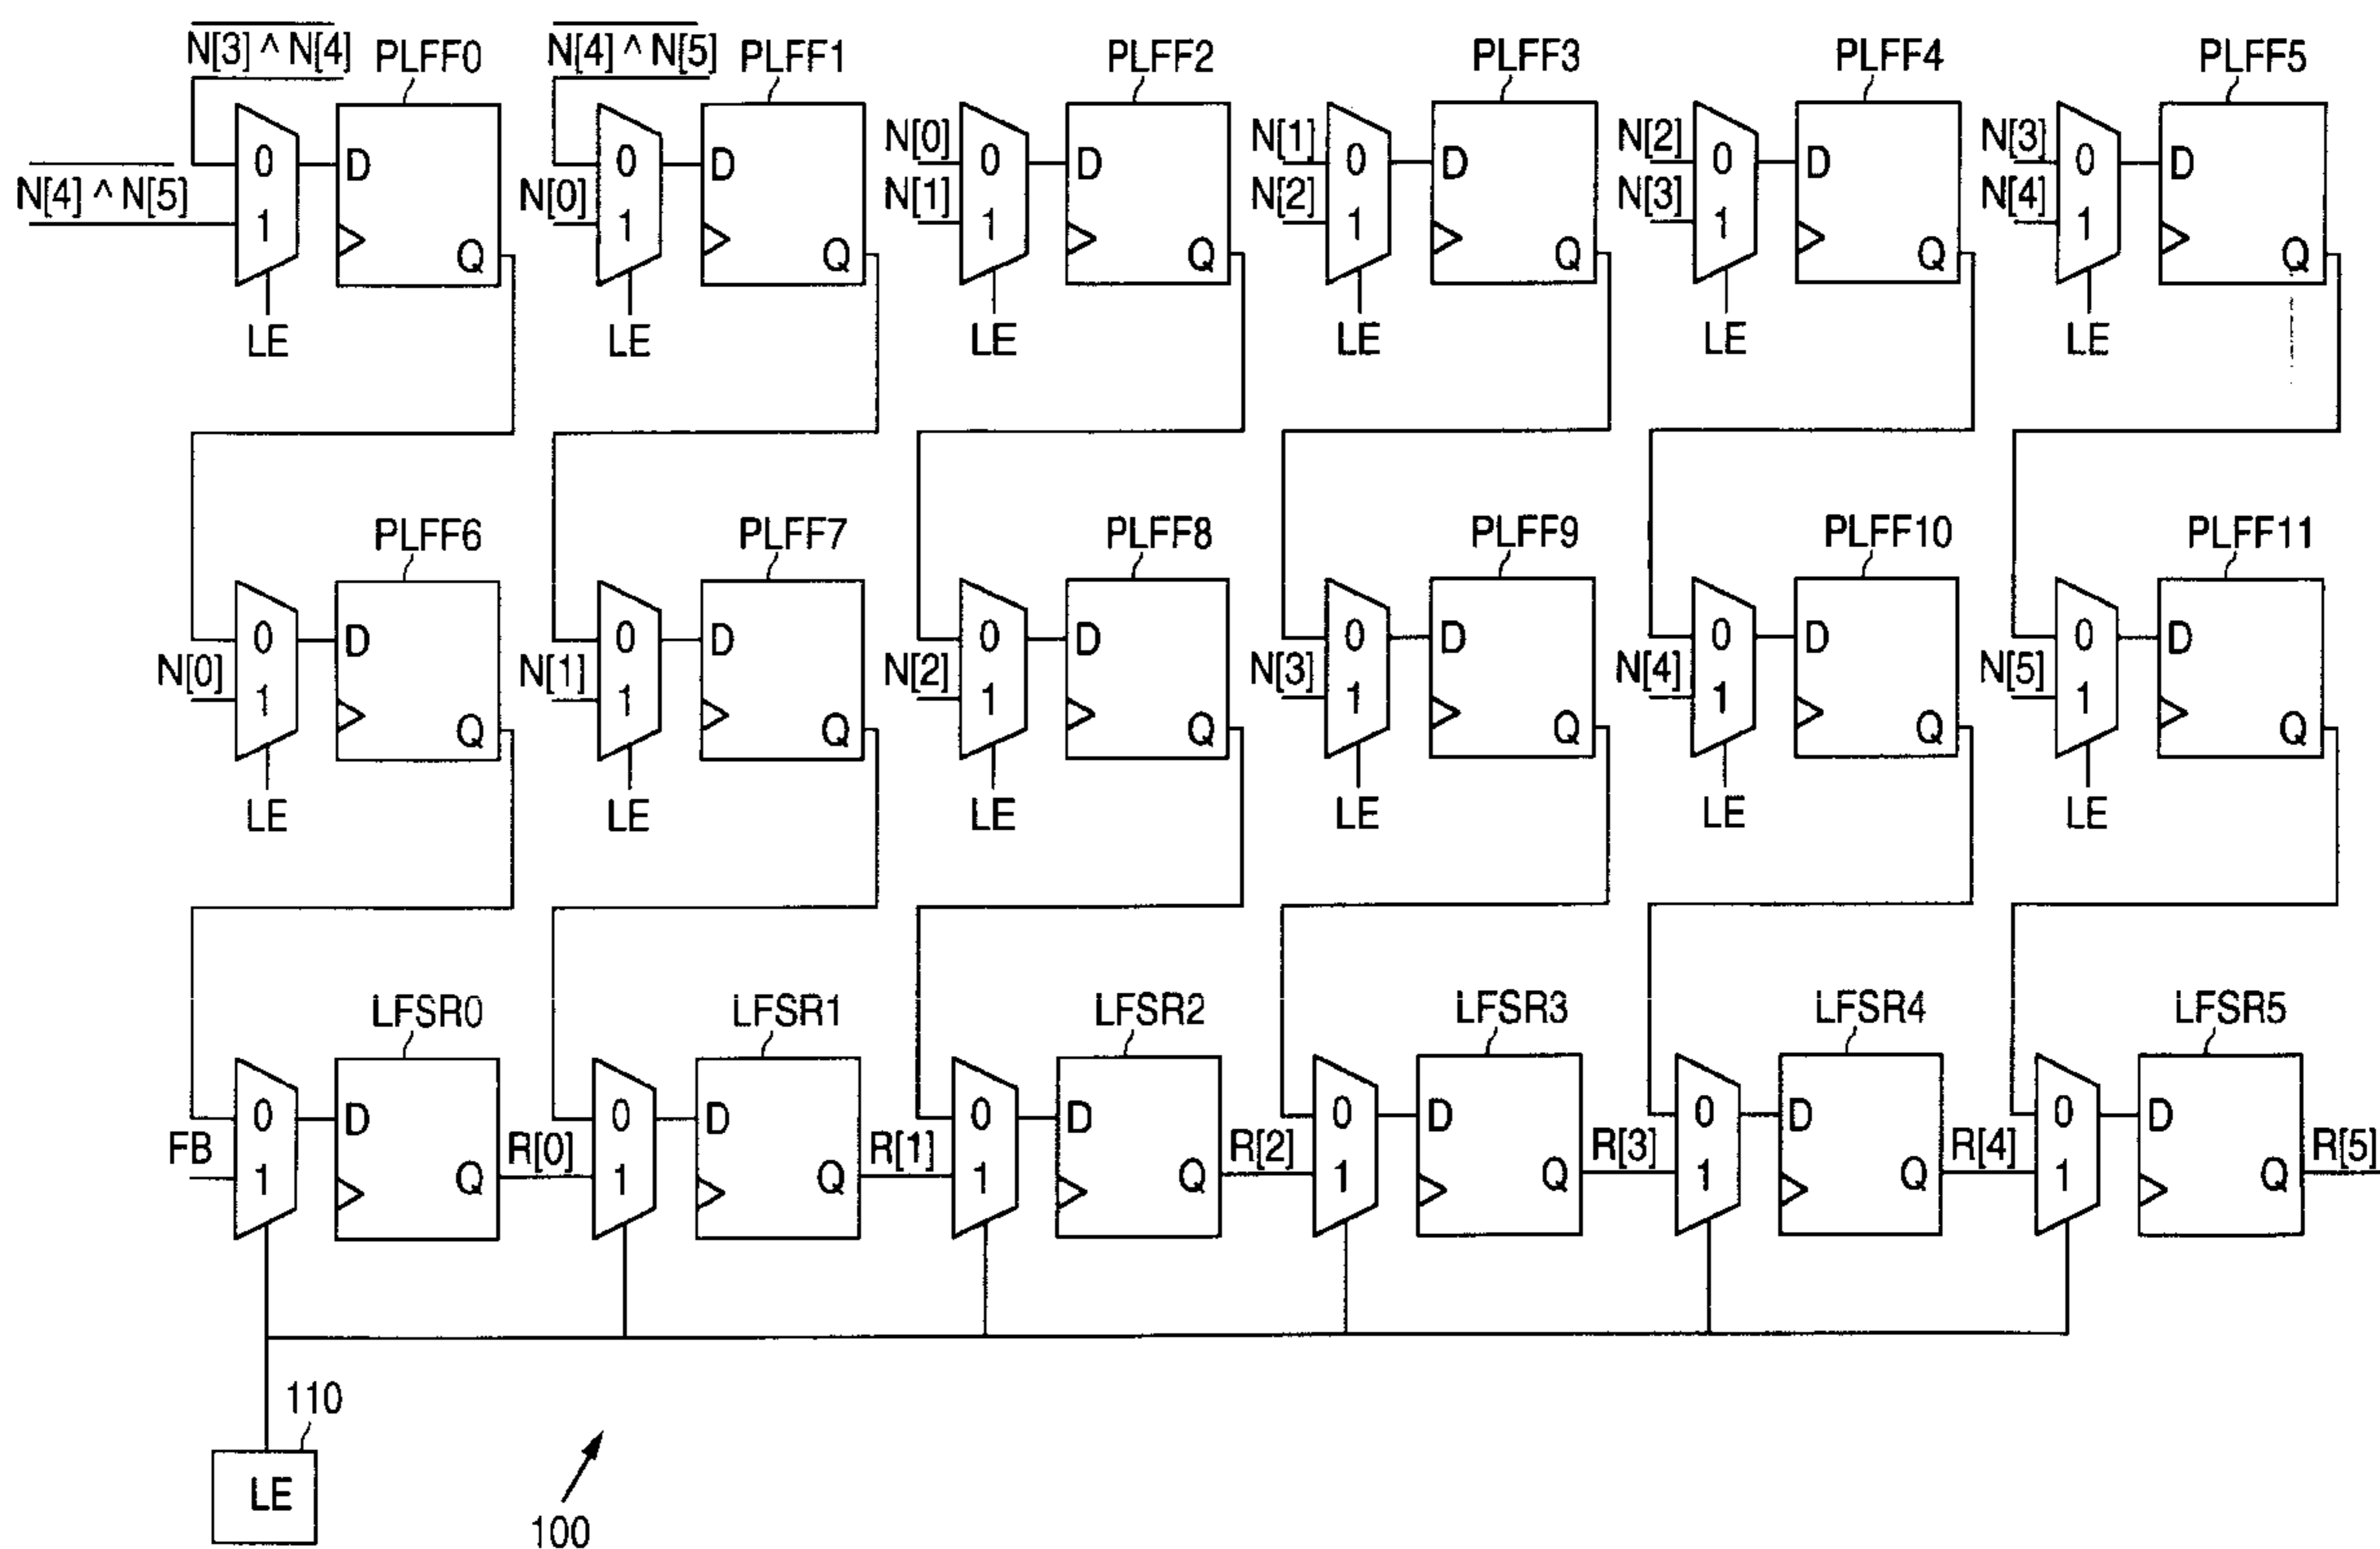 N[3] ^ N[4] PLFF0 N[4] ^ N[5] PLFF1 PLFF2 PLFF3 PLFF4 PLFF5
0 D 0 D N[0] 0 D N[1] 0 D N[2] 0 D N[3] 0 D
N[4] ^ N[5] 1 Q N[0] 1 Q N[1] 1 Q N[2] 1 Q N[3] 1 Q N[4] 1 Q
LE LE LE LE LE LE
PLFF6 PLFF7 PLFF8 PLFF9 PLFF10 PLFF11
0 D 0 D 0 D 0 D 0 D 0 D
N[0] 1 Q N[1] 1 Q N[2] 1 Q N[3] 1 Q N[4] 1 Q N[5] 1 Q
LE LE LE LE LE LE
LFSR0 LFSR1 LFSR2 LFSR3 LFSR4 LFSR5
0 D 0 D 0 D 0 D 0 D 0 D
FB 1 Q R[0] 1 Q R[1] 1 Q R[2] 1 Q R[3] 1 Q R[4] 1 Q R[5]
110
LE
100